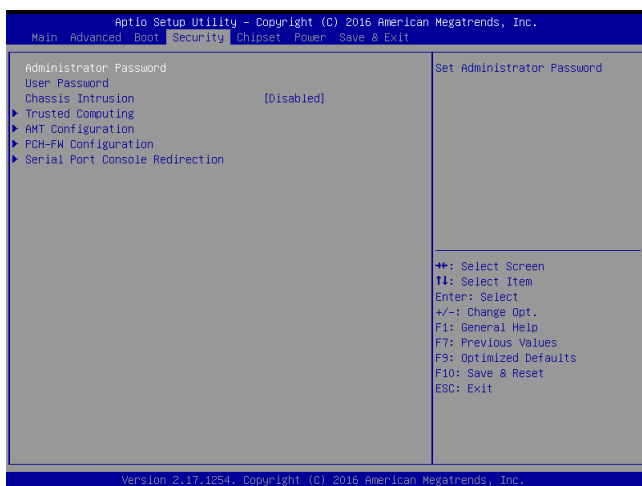 Aptio Setup Utility – Copyright (C) 2016 American Megatrends, Inc.
Main Advanced Boot Security Chipset Power Save & Exit
Administrator Password
User Password
Chassis Intrusion [Disabled]
Trusted Computing
AMT Configuration
PCH-FW Configuration
Serial Port Console Redirection
Set Administrator Password
→←: Select Screen
↑↓: Select Item
Enter: Select
+/-: Change Opt.
F1: General Help
F7: Previous Values
F9: Optimized Defaults
F10: Save & Reset
ESC: Exit
Version 2.17.1254. Copyright (C) 2016 American Megatrends, Inc.